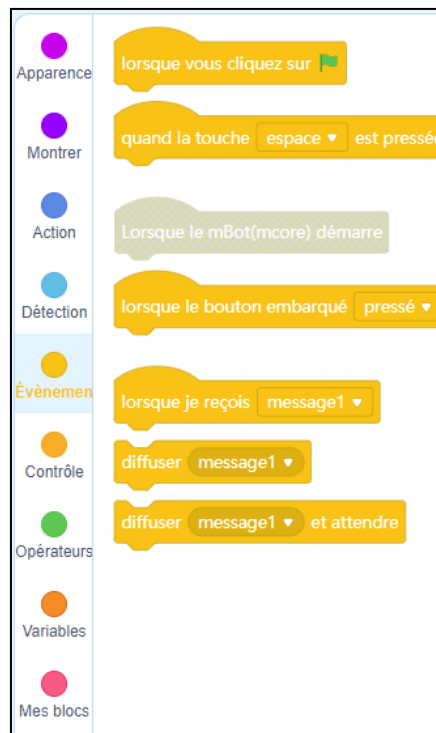 Apparence
Montrer
Action
Détection
Évènemen
Contrôle
Opérateurs
Variables
Mes blocs
lorsque vous cliquez sur
quand la touche espace est pressée
Lorsque le mBot(mcore) démarre
lorsque le bouton embarqué pressé
lorsque je reçois message1
diffuser message1
diffuser message1 et attendre